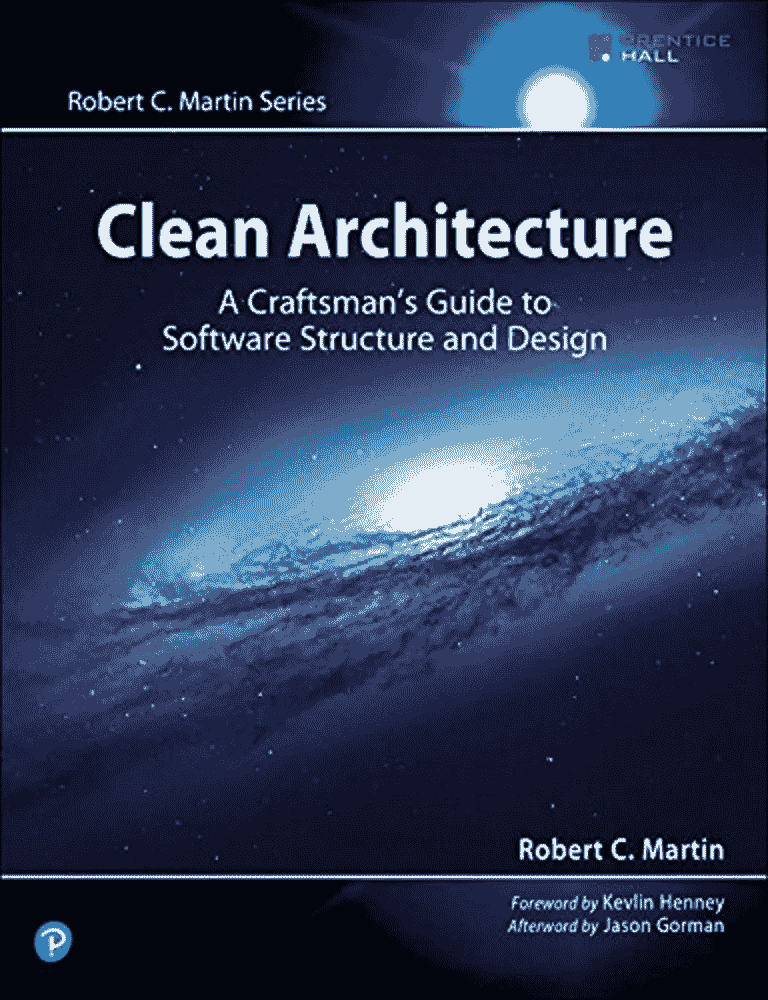 PRENTICE
HALL
Robert C. Martin Series
Clean Architecture
A Craftsman's Guide to
Software Structure and Design
Robert C. Martin
Foreword by Kevlin Henney
Afterword by Jason Gorman
P